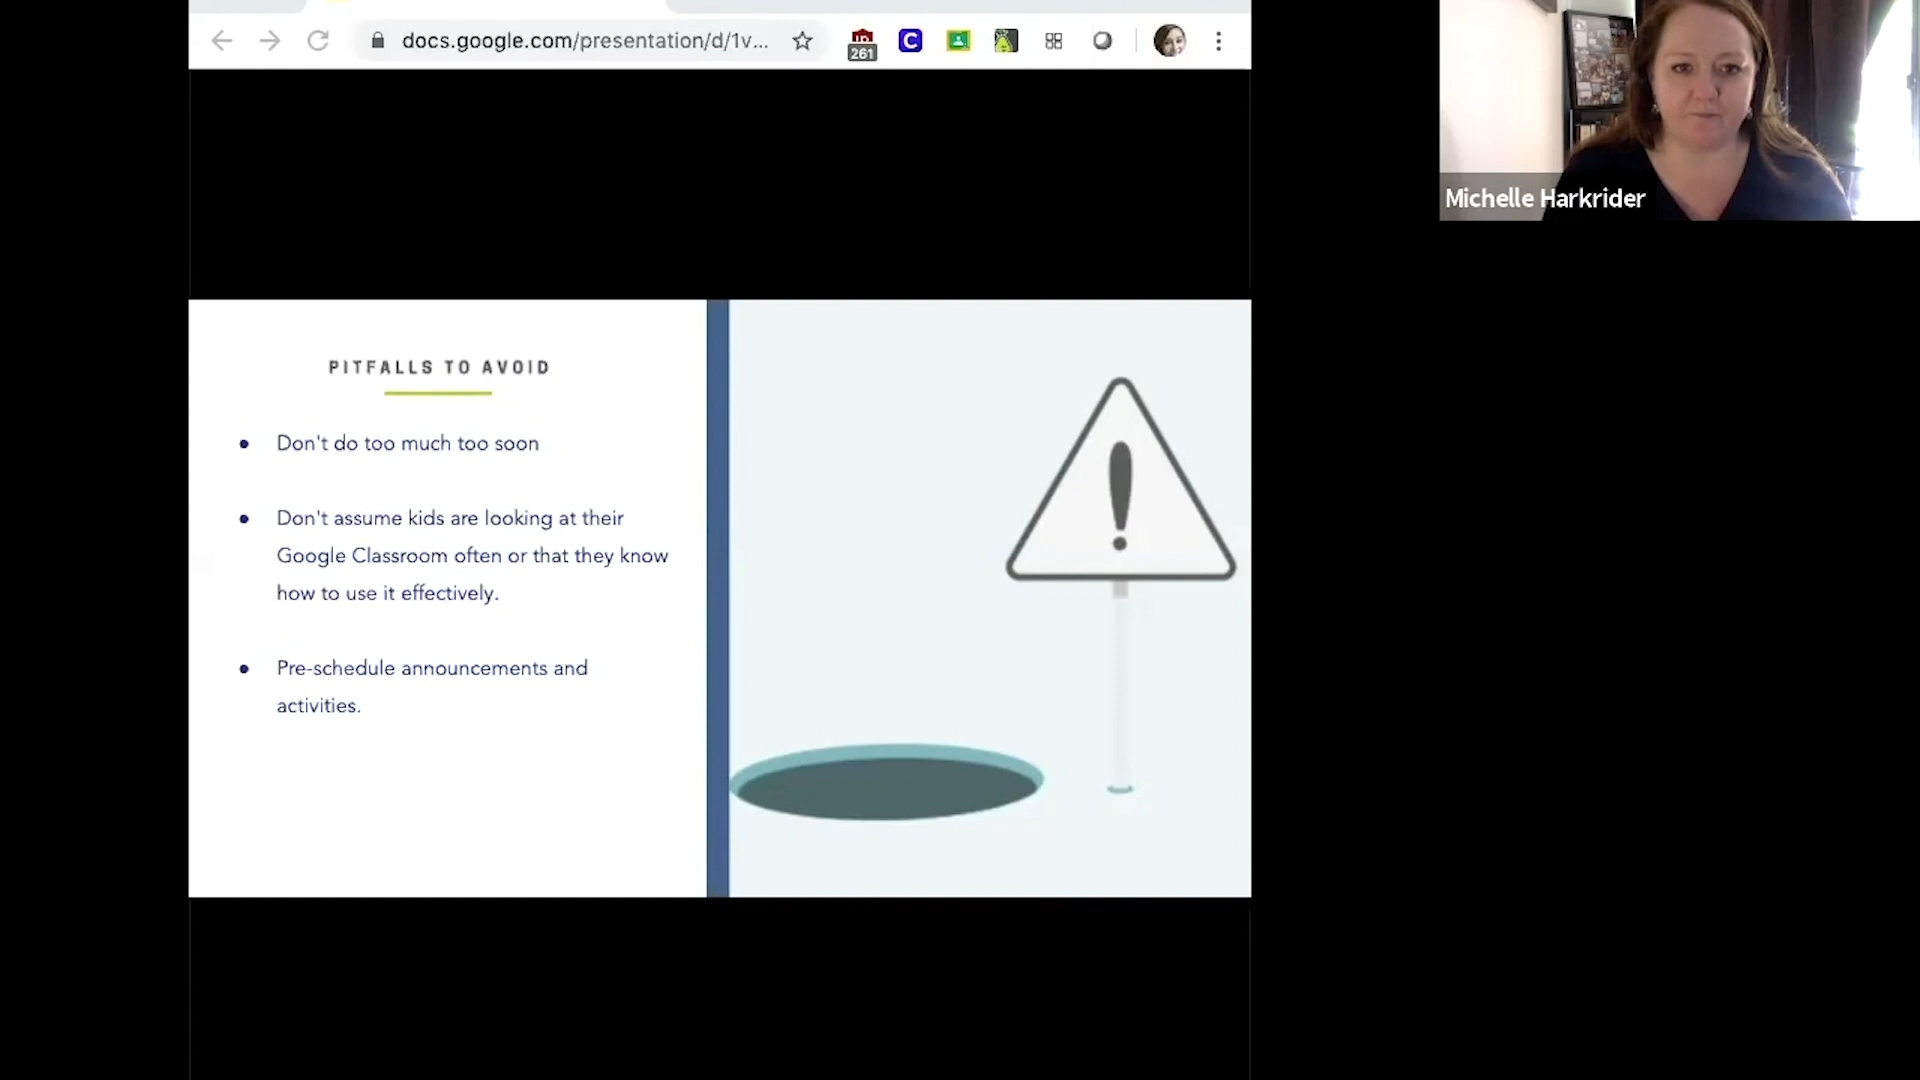 docs.google.com/presentation/d/1v...
261
C
Michelle Harkrider
PITFALLS TO AVOID
• Don't do too much too soon
• Don't assume kids are looking at their
Google Classroom often or that they know
how to use it effectively.
• Pre-schedule announcements and
activities.
!